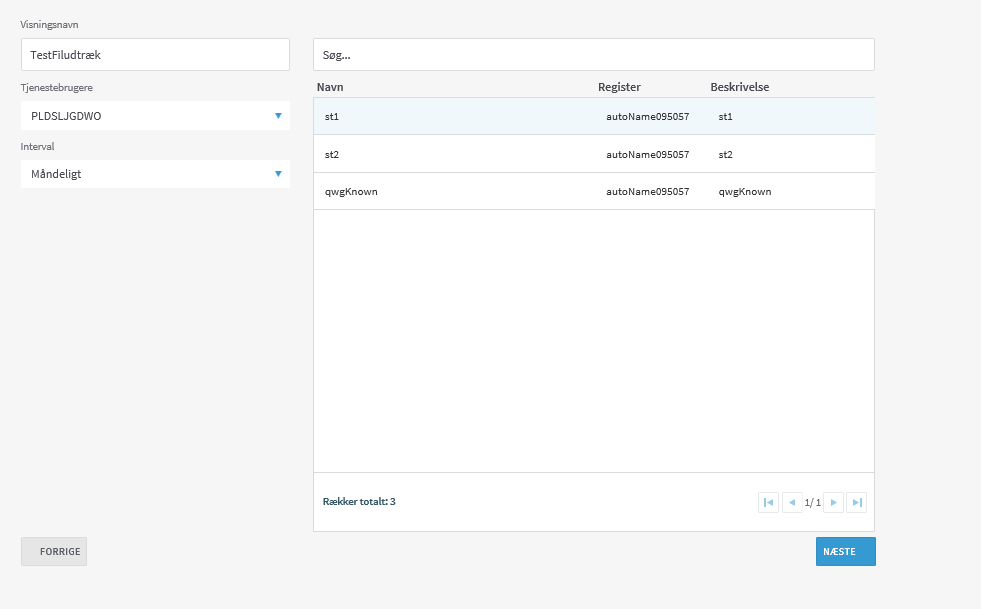 Visningsnavn
TestFiludtræk
Tjenestebrugere
PLDSLJGDWO
Interval
Måndeligt
Søg...
Navn Register Beskrivelse
st1 autoName095057 st1
st2 autoName095057 st2
qwgKnown autoName095057 qwgKnown
Rækker totalt: 3
1/ 1
FORRIGE
NÆSTE